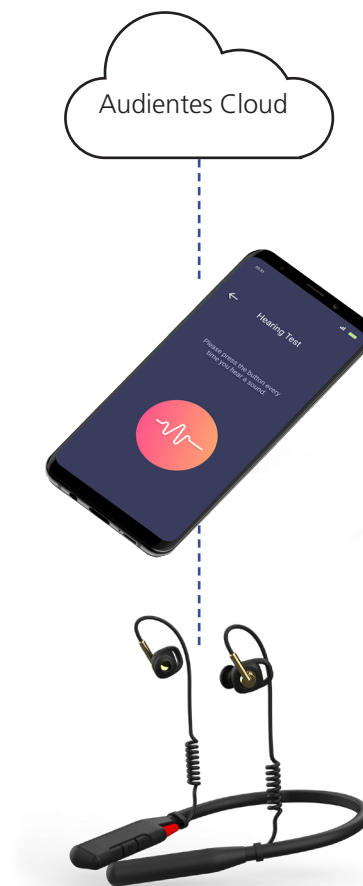 Audientes Cloud
Hearing Test
Please press the button every
time you hear a sound.